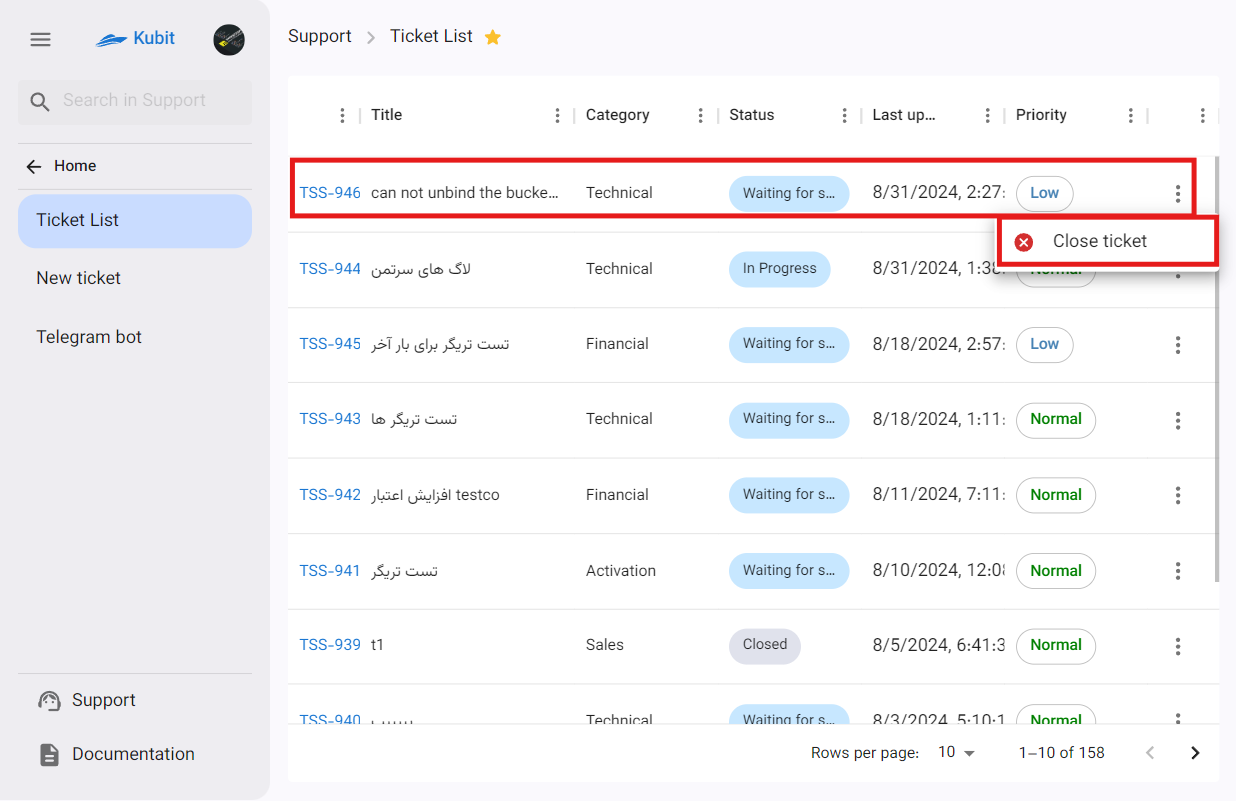 Kubit
Search in Support
Home
Ticket List
New ticket
Telegram bot
Support
Documentation
Support > Ticket List
Title Category Status Last up... Priority
TSS-946 can not unbind the bucke... Technical Waiting for s... 8/31/2024, 2:27: Low
Close ticket
TSS-944 لاگ های سرتمن Technical In Progress 8/31/2024, 1:38: Normal
TSS-945 تست تریگر برای بار آخر Financial Waiting for s... 8/18/2024, 2:57: Low
TSS-943 تست تریگر ها Technical Waiting for s... 8/18/2024, 1:11: Normal
TSS-942 افزایش اعتبار testco Financial Waiting for s... 8/11/2024, 7:11: Normal
TSS-941 تست تریگر Activation Waiting for s... 8/10/2024, 12:08 Normal
TSS-939 t1 Sales Closed 8/5/2024, 6:41:3 Normal
TSS-940 Technical Waiting for s... 8/3/2024, 5:10:1 Normal
Rows per page: 10 1–10 of 158